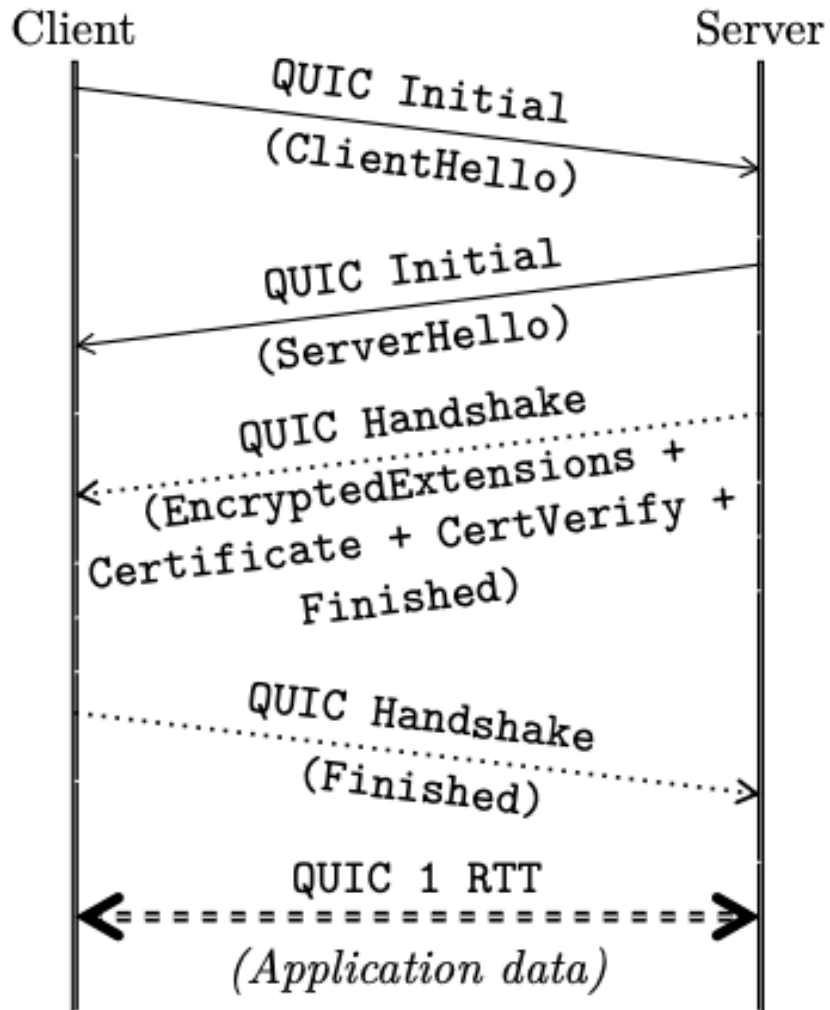 Client
Server
QUIC Initial
(ClientHello)
QUIC Initial
(ServerHello)
QUIC Handshake
(EncryptedExtensions +
Certificate + CertVerify +
Finished)
QUIC Handshake
(Finished)
QUIC 1 RTT
(Application data)